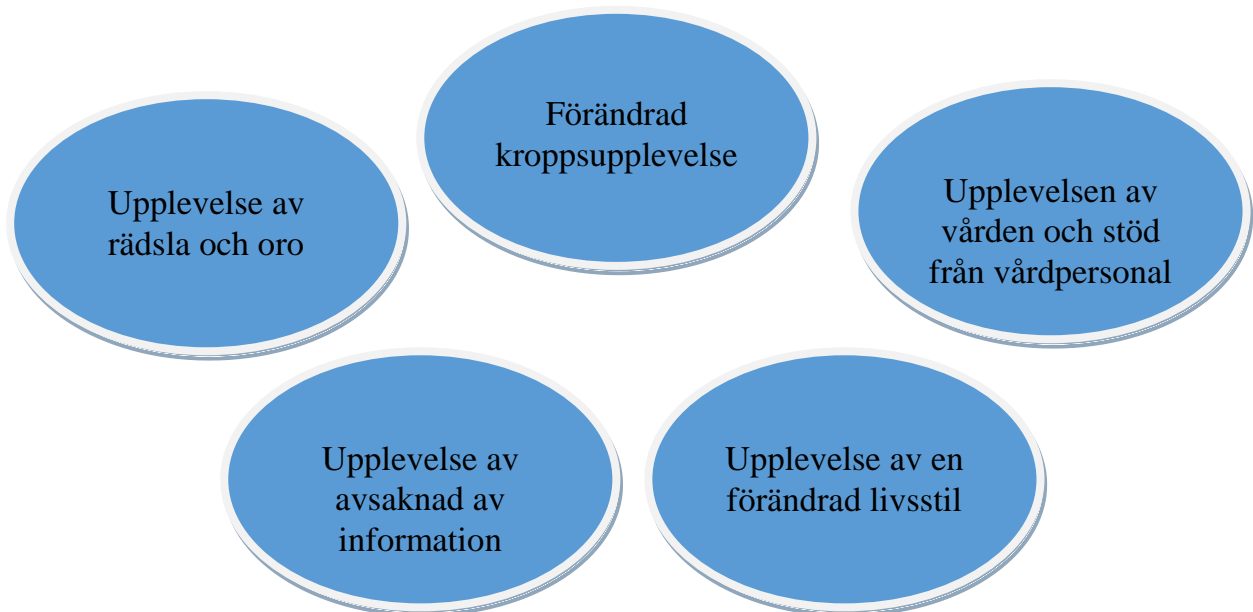 Förändrad
kroppsupplevelse
Upplevelse av
rädsla och oro
Upplevelsen av
vården och stöd
från vårdpersonal
Upplevelse av
avsaknad av
information
Upplevelse av en
förändrad livsstil